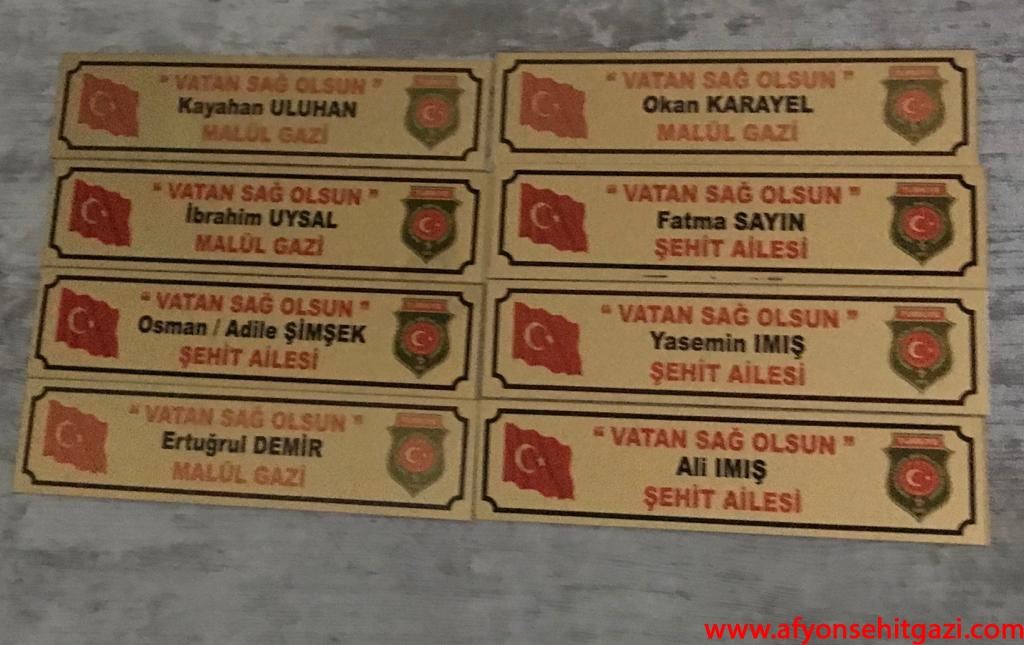 " VATAN SAĞ OLSUN "
Kayahan ULUHAN
MALÜL GAZİ
" VATAN SAĞ OLSUN "
Okan KARAYEL
MALÜL GAZİ
" VATAN SAĞ OLSUN "
İbrahim UYSAL
MALÜL GAZİ
" VATAN SAĞ OLSUN "
Fatma SAYIN
ŞEHİT AİLESİ
" VATAN SAĞ OLSUN "
Osman / Adile ŞİMŞEK
ŞEHİT AİLESİ
" VATAN SAĞ OLSUN "
Yasemin IMIŞ
ŞEHİT AİLESİ
" VATAN SAĞ OLSUN "
Ertuğrul DEMİR
MALÜL GAZİ
" VATAN SAĞ OLSUN "
Ali IMIŞ
ŞEHİT AİLESİ
www.afyonsehitgazi.com